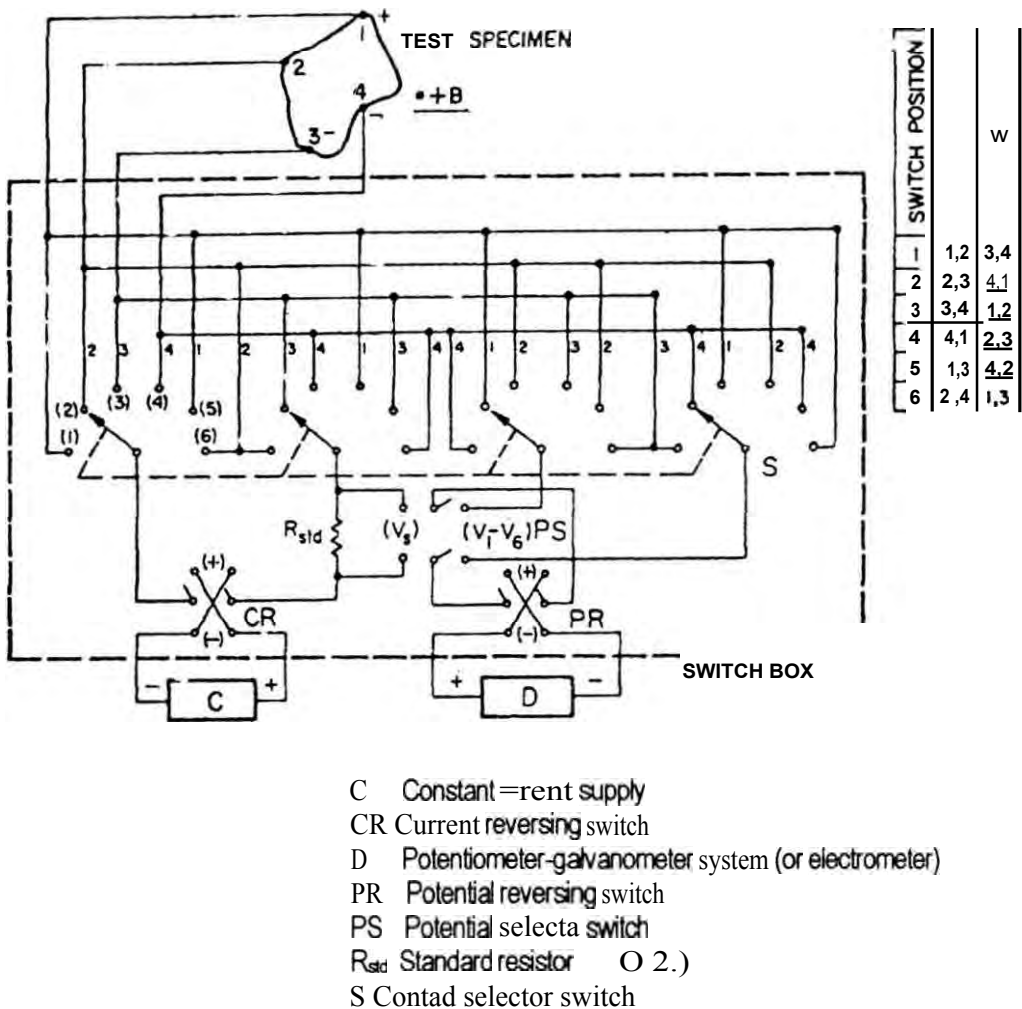 1 +
TEST SPECIMEN
2
4
•+B
-
3-
SWITCH POSITION
W
1 1,2 3,4
2 2,3 4,1
3 3,4 1,2
4 4,1 2,3
5 1,3 4,2
6 2,4 1,3
2 3 4 1 2 3 4 1 3 4 4 1 2 3 2 3 4 1 2 4
(2) (3) (4) (5)
(1) (6)
S
Rstd (Vs) (V1-V6)PS
(+) (+)
CR PR
(-) (-)
SWITCH BOX
- C + + D -
C Constant =rent supply
CR Current reversing switch
D Potentiometer-galvanometer system (or electrometer)
PR Potential reversing switch
PS Potential selecta switch
Rstd Standard resistor O 2.)
S Contad selector switch